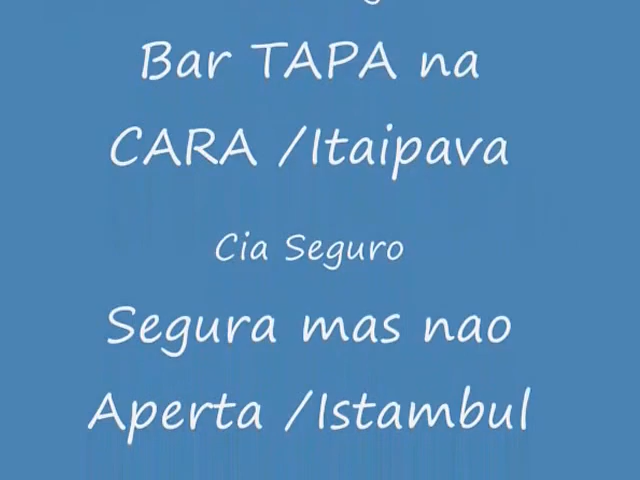 Bar TAPA na
CARA /Itaipava
Cia Seguro
Segura mas nao
Aperta /Istambul